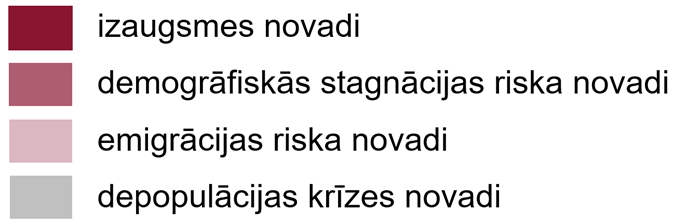 izaugsmes novadi
demogrāfiskās stagnācijas riska novadi
emigrācijas riska novadi
depopulācijas krīzes novadi